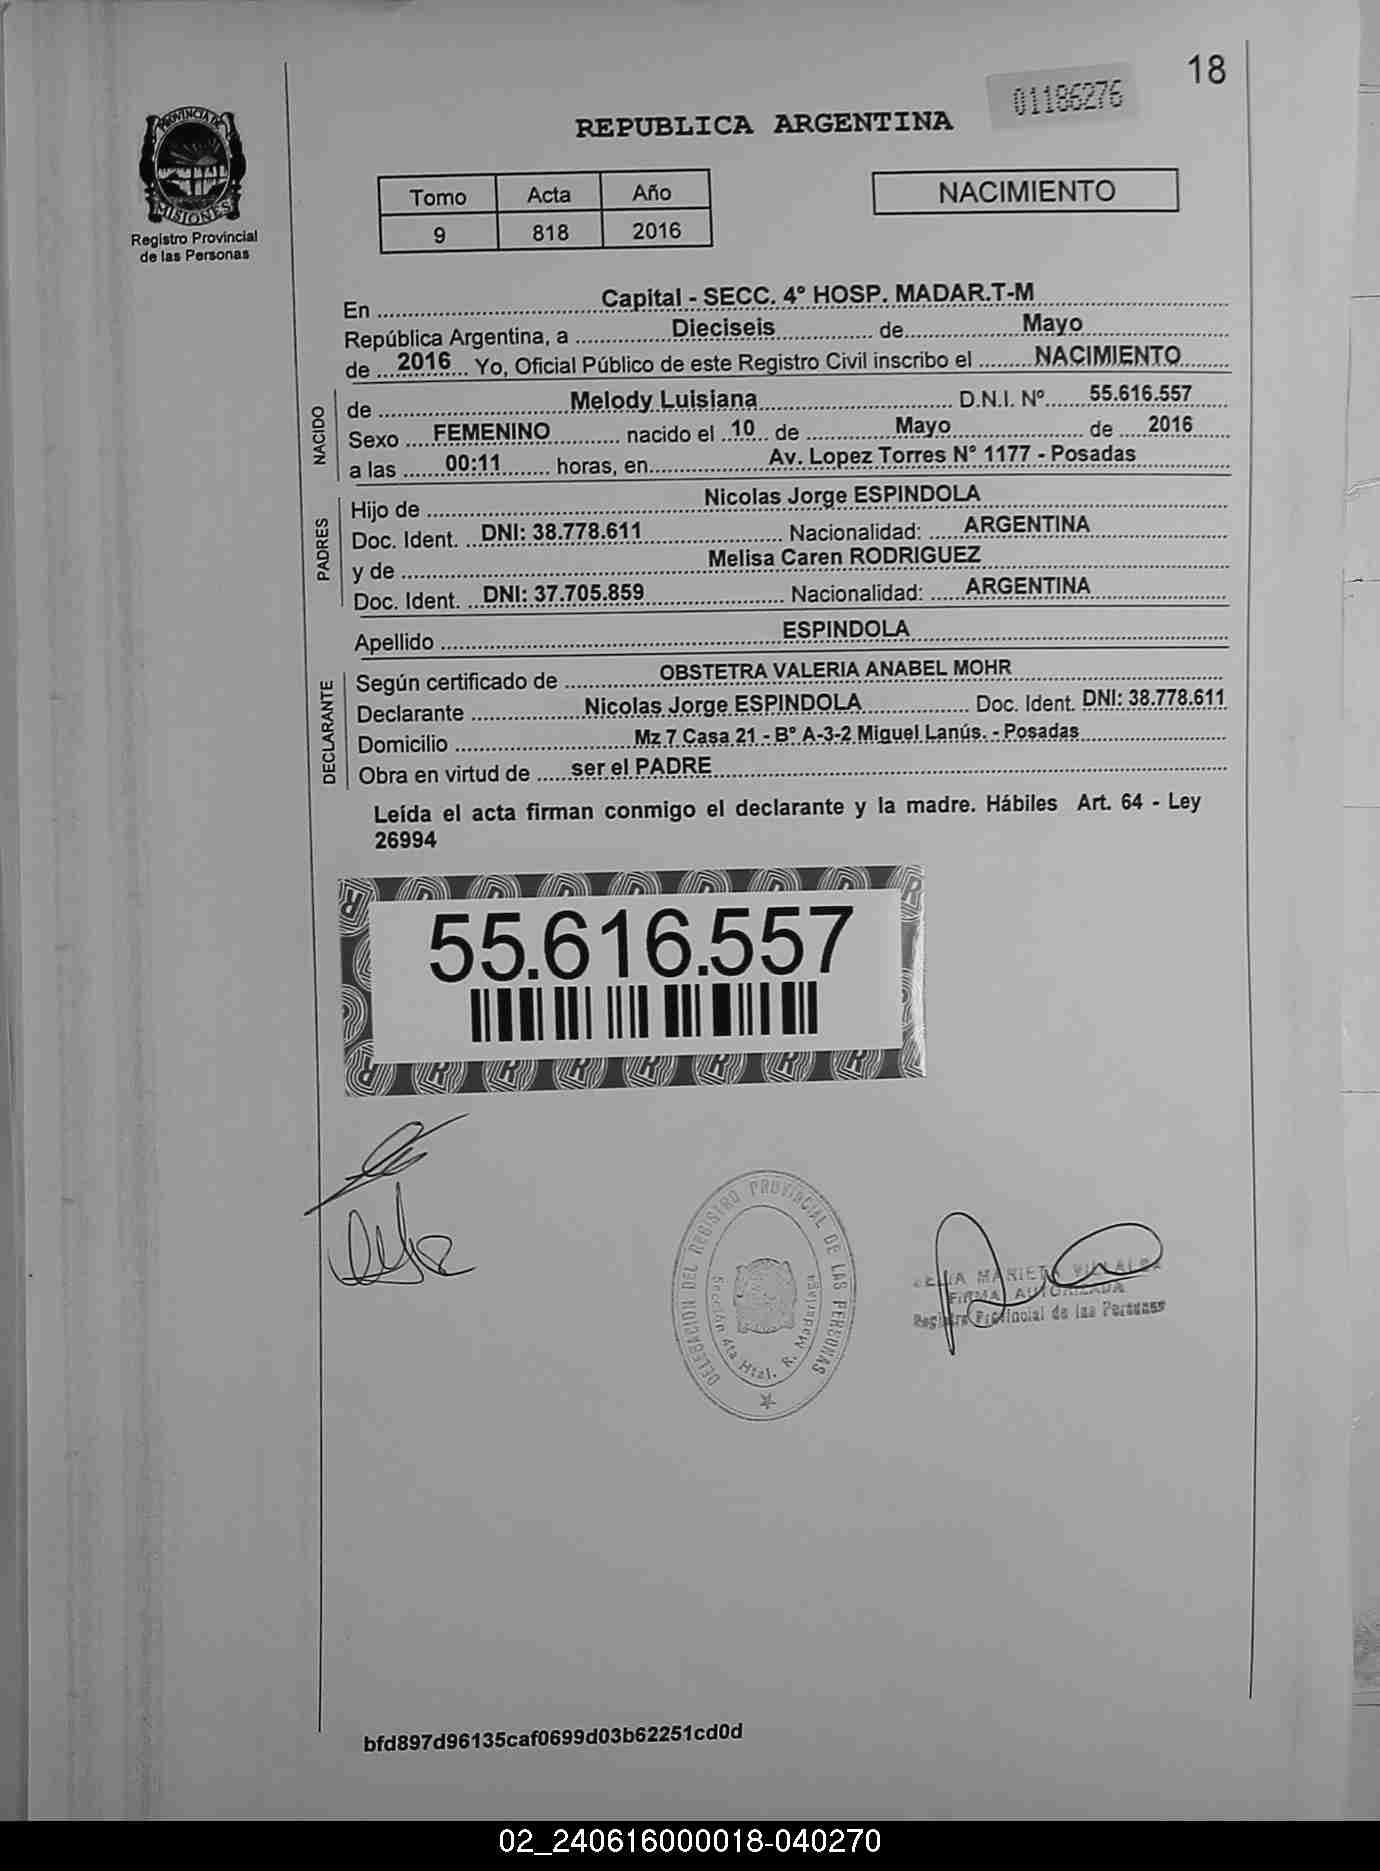 18
01186276
REPUBLICA ARGENTINA
PROVINCIA DE
MISIONES
Registro Provincial
de las Personas
Tomo Acta Año
9 818 2016
NACIMIENTO
En Capital - SECC. 4° HOSP. MADAR.T-M
República Argentina, a Dieciseis de Mayo
de 2016 Yo, Oficial Público de este Registro Civil inscribo el NACIMIENTO
NACIDO
de Melody Luisiana D.N.I. Nº 55.616.557
Sexo FEMENINO nacido el 10 de Mayo de 2016
a las 00:11 horas, en Av. Lopez Torres N° 1177 - Posadas
PADRES
Hijo de Nicolas Jorge ESPINDOLA
Doc. Ident. DNI: 38.778.611 Nacionalidad: ARGENTINA
y de Melisa Caren RODRIGUEZ
Doc. Ident. DNI: 37.705.859 Nacionalidad: ARGENTINA
Apellido ESPINDOLA
DECLARANTE
Según certificado de OBSTETRA VALERIA ANABEL MOHR
Declarante Nicolas Jorge ESPINDOLA Doc. Ident. DNI: 38.778.611
Domicilio Mz 7 Casa 21 - Bº A-3-2 Miguel Lanús. - Posadas
Obra en virtud de ser el PADRE
Leída el acta firman conmigo el declarante y la madre. Hábiles Art. 64 - Ley
26994
55.616.557
DELEGACION DEL REGISTRO PROVINCIAL DE LAS PERSONAS
Sección 4ta Htal. R. Madariaga
MARIETA VILLALBA
FIRMA AUTORIZADA
Registro Provincial de las Personas
bfd897d96135caf0699d03b62251cd0d
02_240616000018-040270